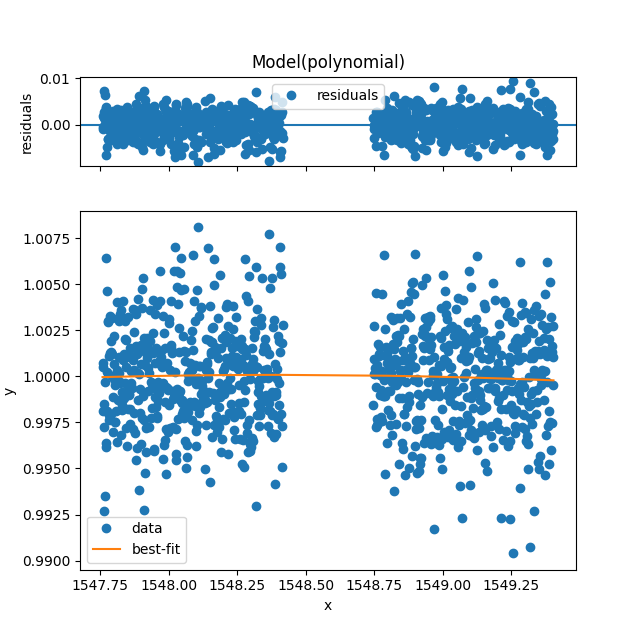 Model(polynomial)
0.01
0.00
residuals
residuals
1.0075
1.0050
1.0025
1.0000
0.9975
0.9950
0.9925
0.9900
y
data
best-fit
1547.75 1548.00 1548.25 1548.50 1548.75 1549.00 1549.25
x